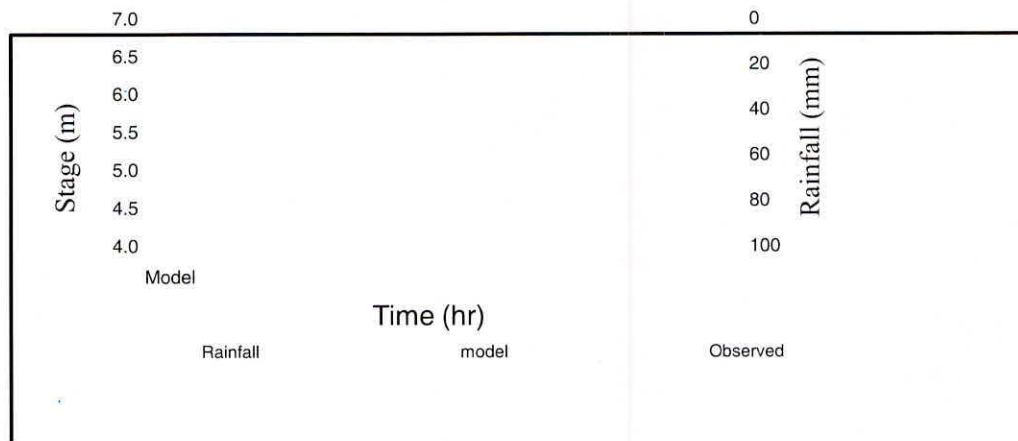 7.0 0
6.5 20
6.0 40
5.5 60
5.0 80
4.5 100
4.0
Stage (m)
Rainfall (mm)
Model
Time (hr)
Rainfall model Observed